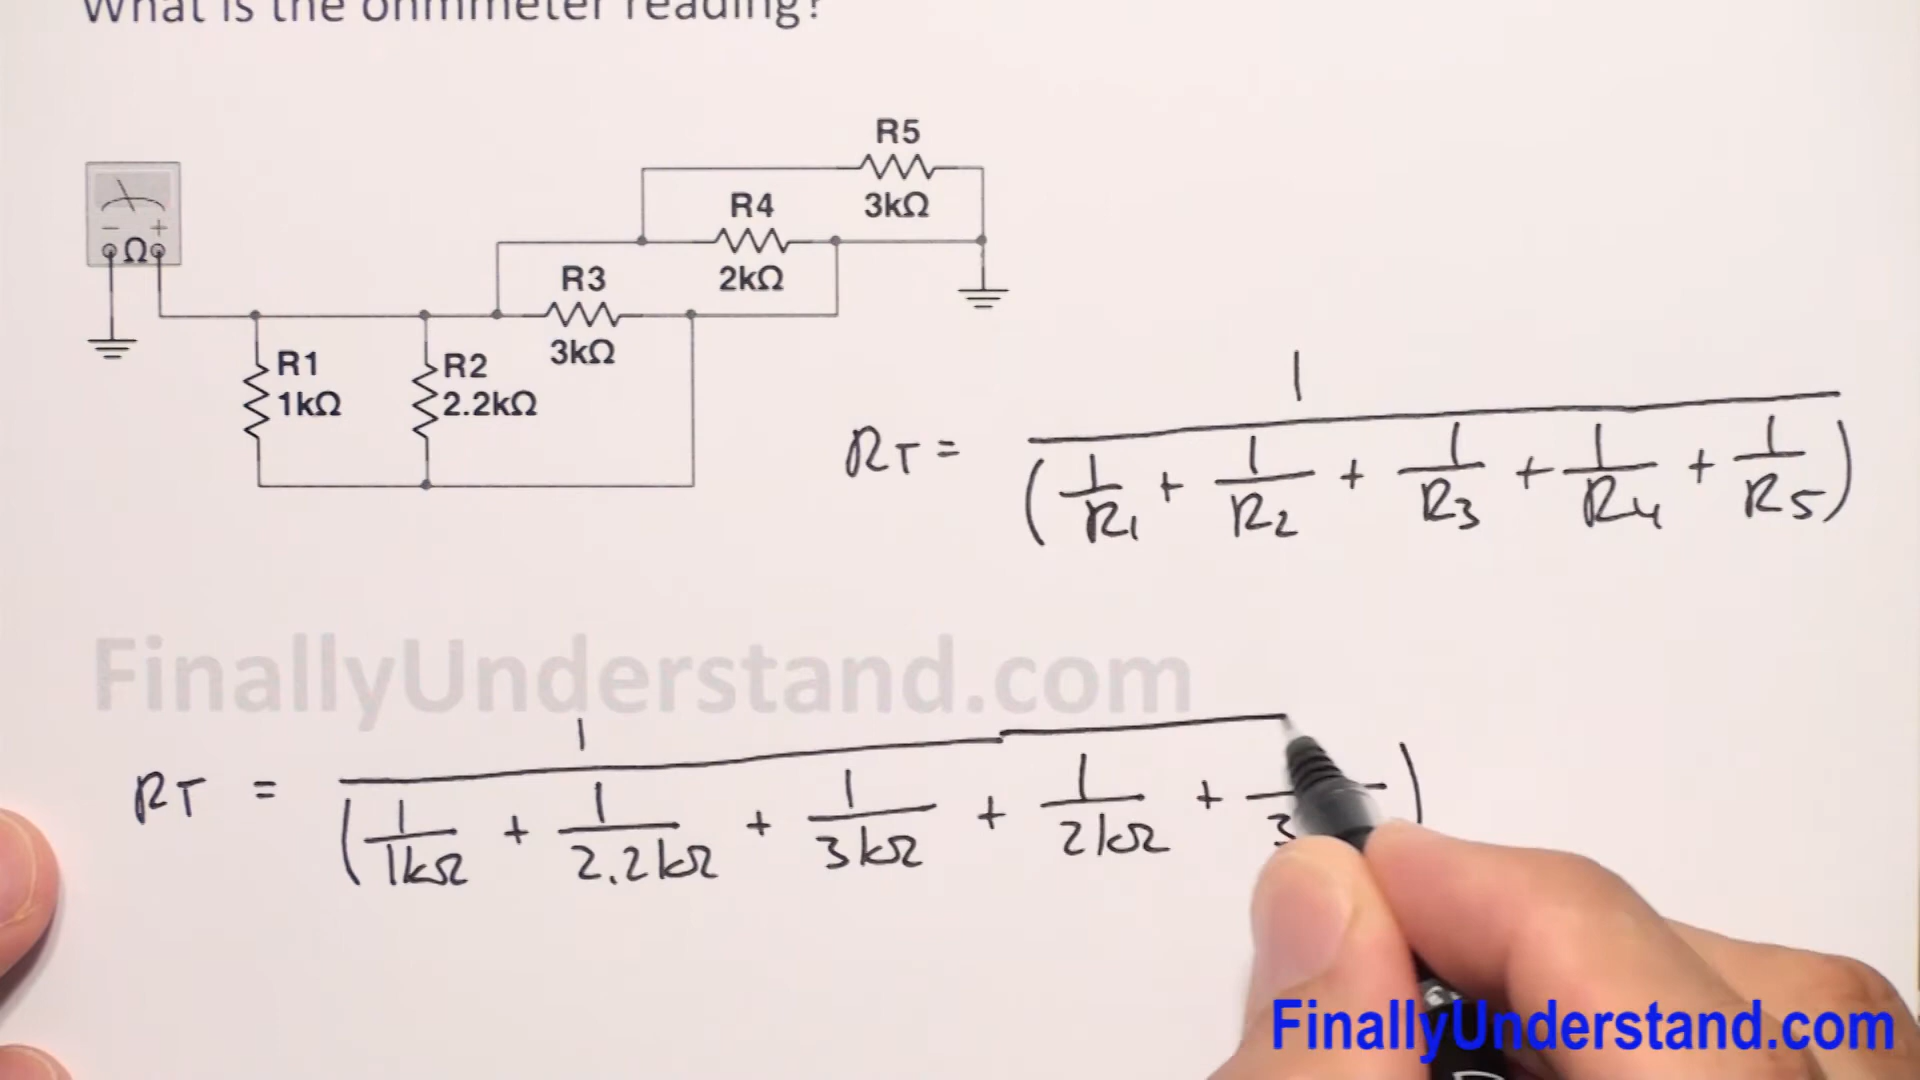 What is the ohmmeter reading?
R5
3kΩ
R4
2kΩ
R3
3kΩ
- +
Ω
R1
1kΩ
R2
2.2kΩ
RT = 1 / (1/R1 + 1/R2 + 1/R3 + 1/R4 + 1/R5)
FinallyUnderstand.com
RT = 1 / (1/1kΩ + 1/2.2kΩ + 1/3kΩ + 1/2kΩ + 3)
FinallyUnderstand.com